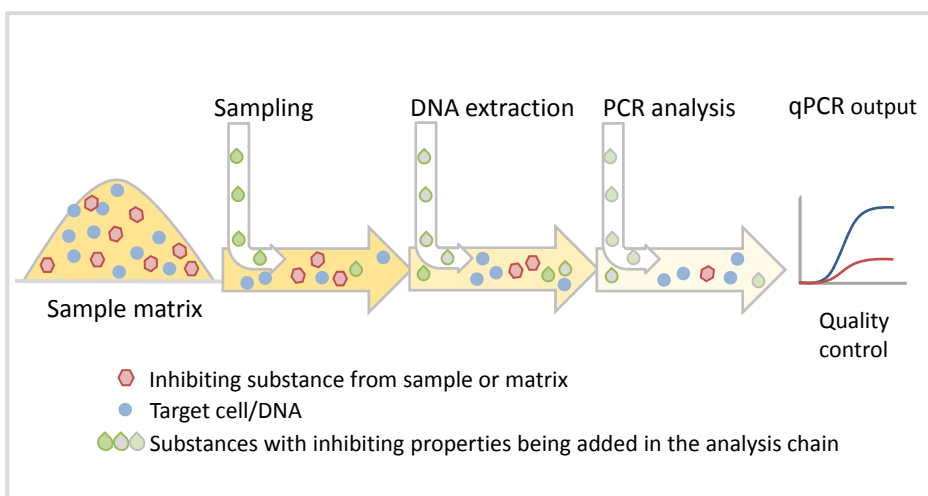 Sampling
DNA extraction
PCR analysis
qPCR output
Sample matrix
Quality
control
Inhibiting substance from sample or matrix
Target cell/DNA
Substances with inhibiting properties being added in the analysis chain